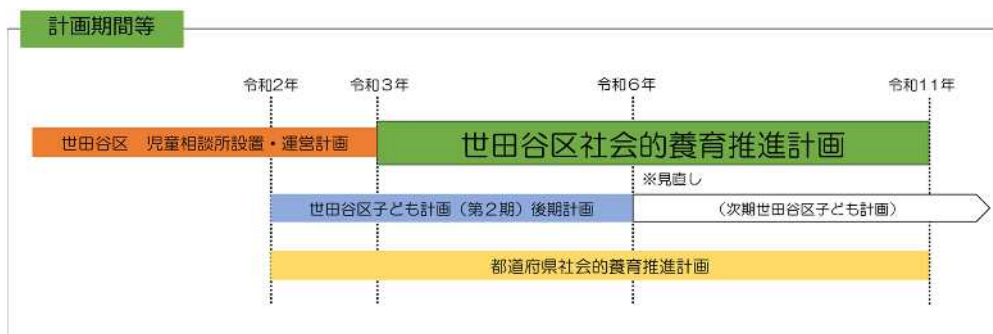 計画期間等
令和2年 令和3年 令和6年 令和11年
世田谷区 児童相談所設置・運営計画 世田谷区社会的養育推進計画
※見直し
世田谷区子ども計画(第2期)後期計画 (次期世田谷区子ども計画)
都道府県社会的養育推進計画